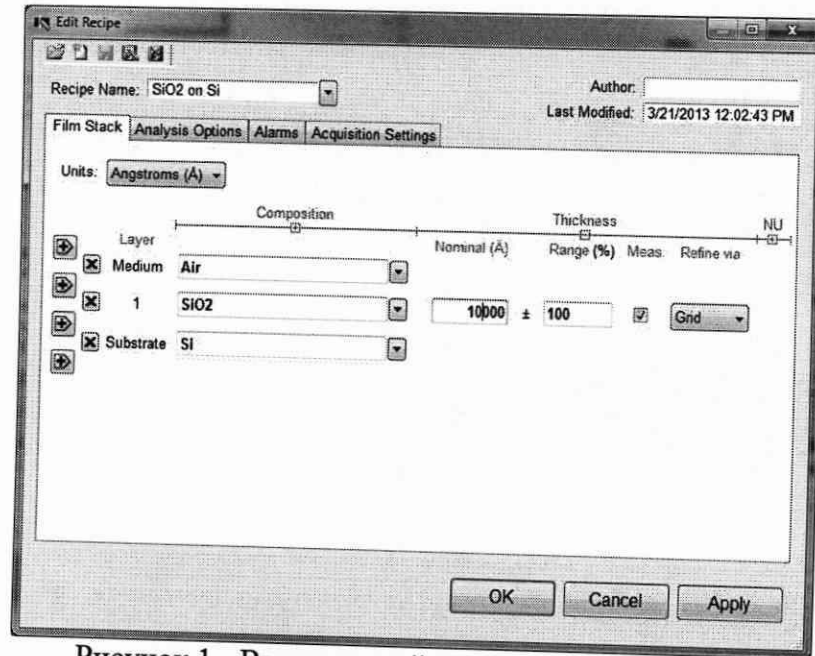 Edit Recipe
Recipe Name: SiO2 on Si
Author:
Last Modified: 3/21/2013 12:02:43 PM
Film Stack Analysis Options Alarms Acquisition Settings
Units: Angstroms (Å)
Composition Thickness NU
Layer Nominal (Å) Range (%) Meas. Refine via
Medium Air
1 SiO2 10000 ± 100 Grid
Substrate Si
OK Cancel Apply
Рисунок 1